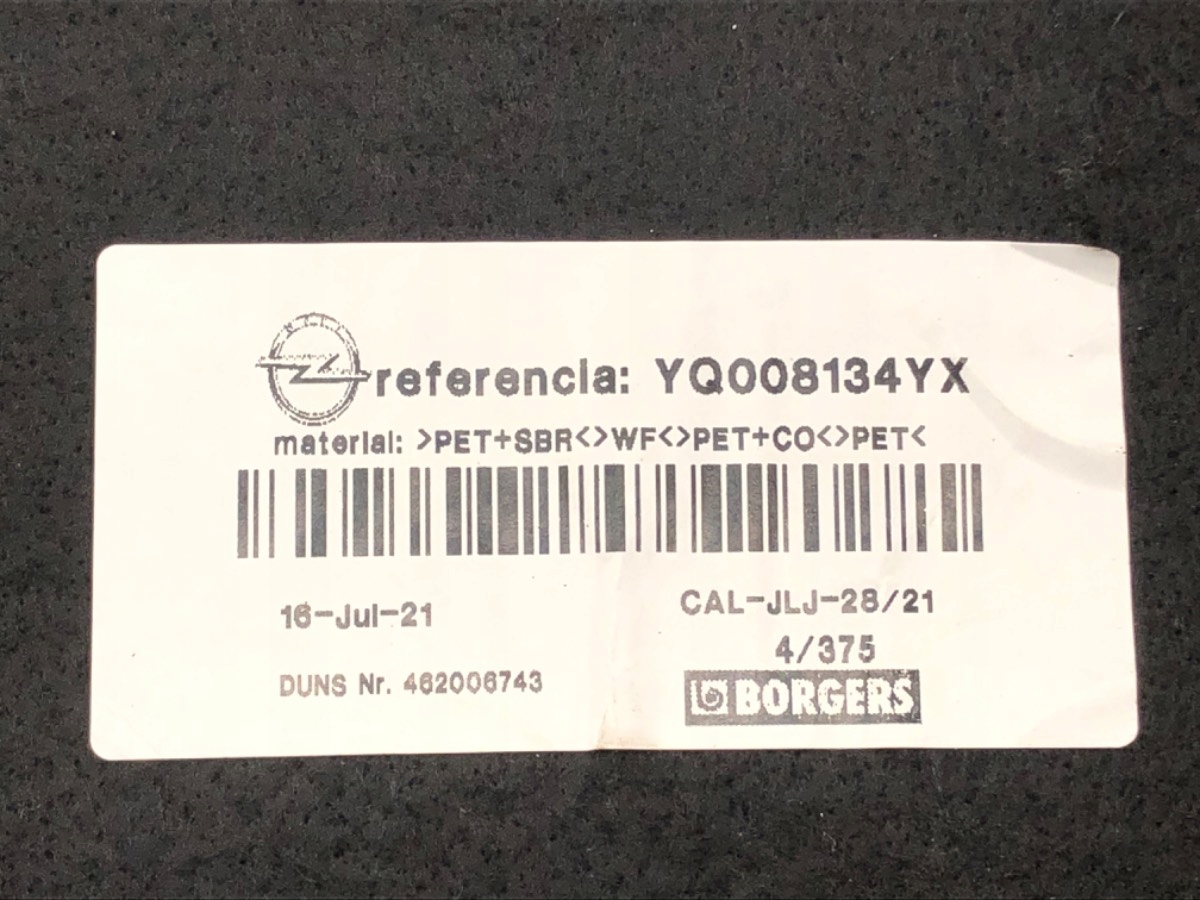 referencia: YQ008134YX
material: >PET+SBR<>WF<>PET+CO<>PET<
16-Jul-21
CAL-JLJ-28/21
4/375
DUNS Nr. 462006743
BORGERS